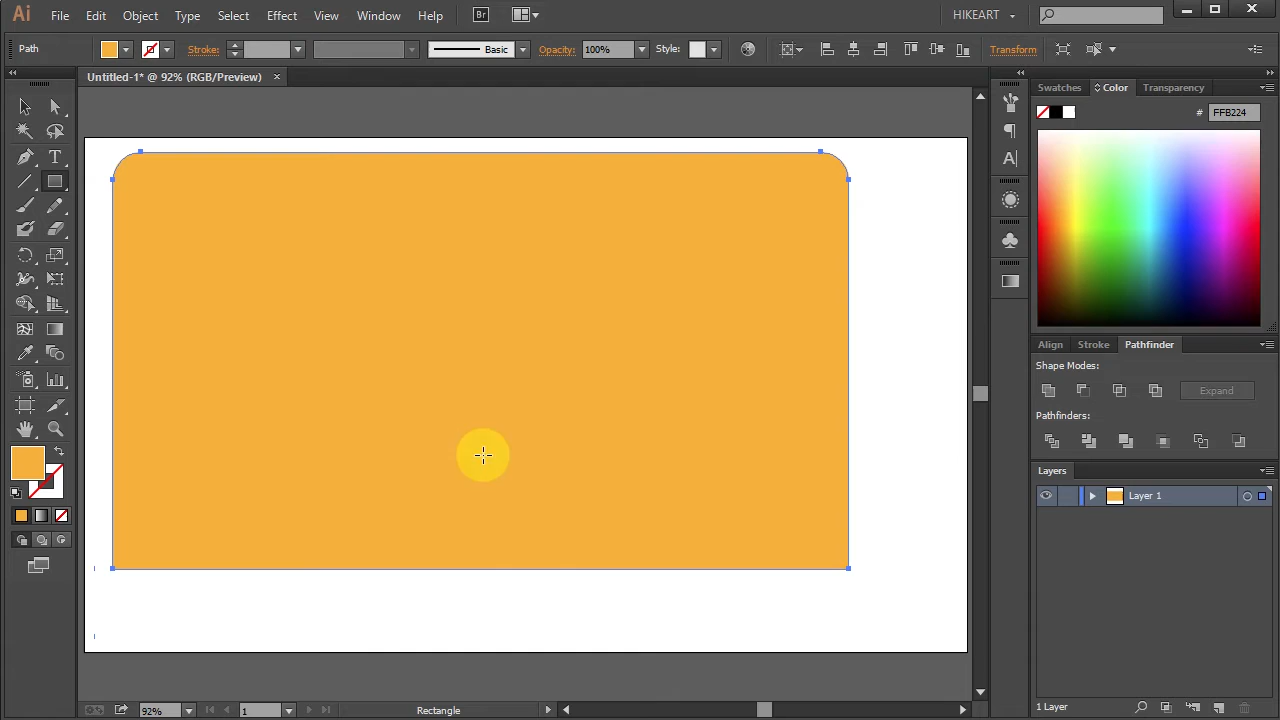 Ai File Edit Object Type Select Effect View Window Help Br HIKEART
Path Stroke: Basic Opacity: 100% Style: Transform
Untitled-1* @ 92% (RGB/Preview) ×
Swatches Color Transparency
# FFB224
Align Stroke Pathfinder
Shape Modes:
Expand
Pathfinders:
Layers
Layer 1
92% 1 Rectangle
1 Layer